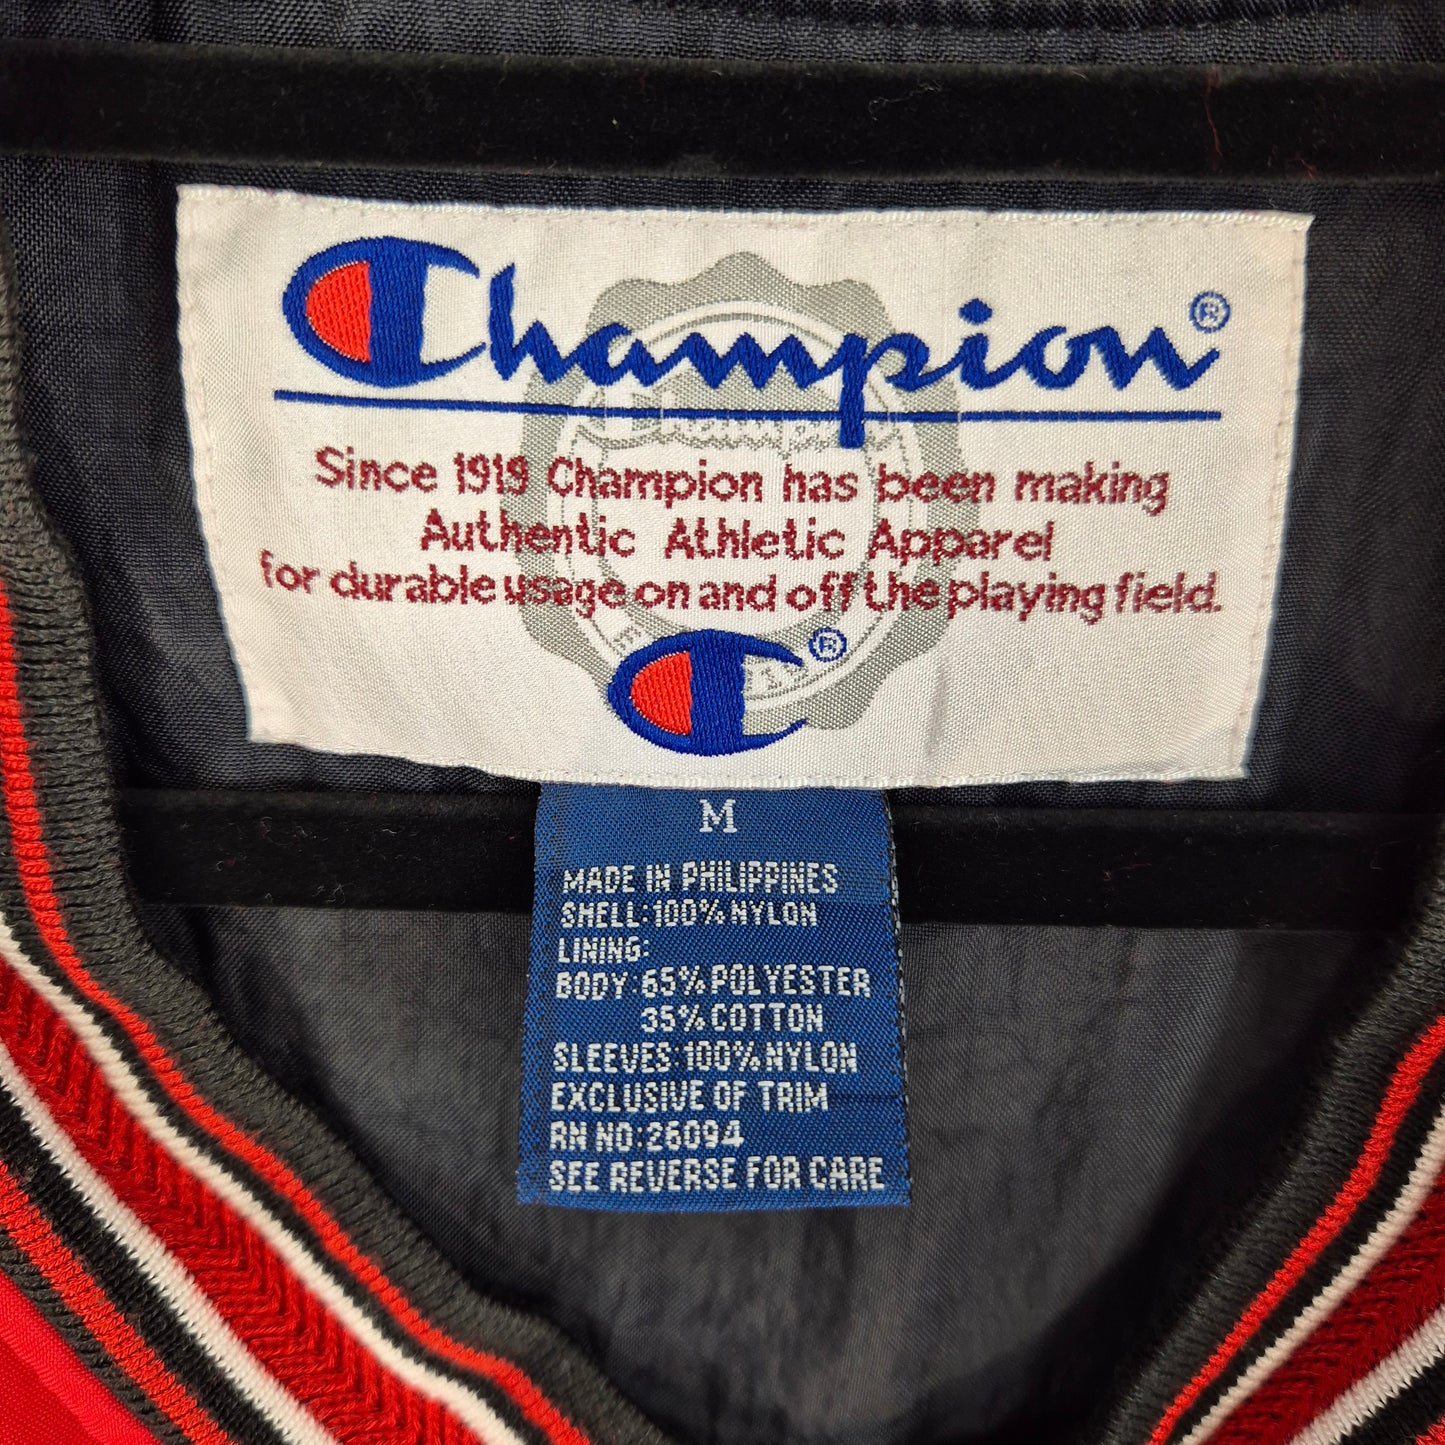 Champion®
Since 1919 Champion has been making
Authentic Athletic Apparel
for durable usage on and off the playing field.
®
M
MADE IN PHILIPPINES
SHELL:100% NYLON
LINING:
BODY:65% POLYESTER
35% COTTON
SLEEVES:100% NYLON
EXCLUSIVE OF TRIM
RN NO:26094
SEE REVERSE FOR CARE